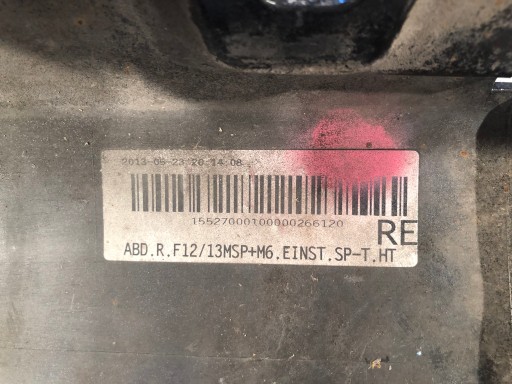 2013-05-23 20:14:08
15527000100000266120
RE
ABD.R.F12/13MSP+M6.EINST.SP-T.HT